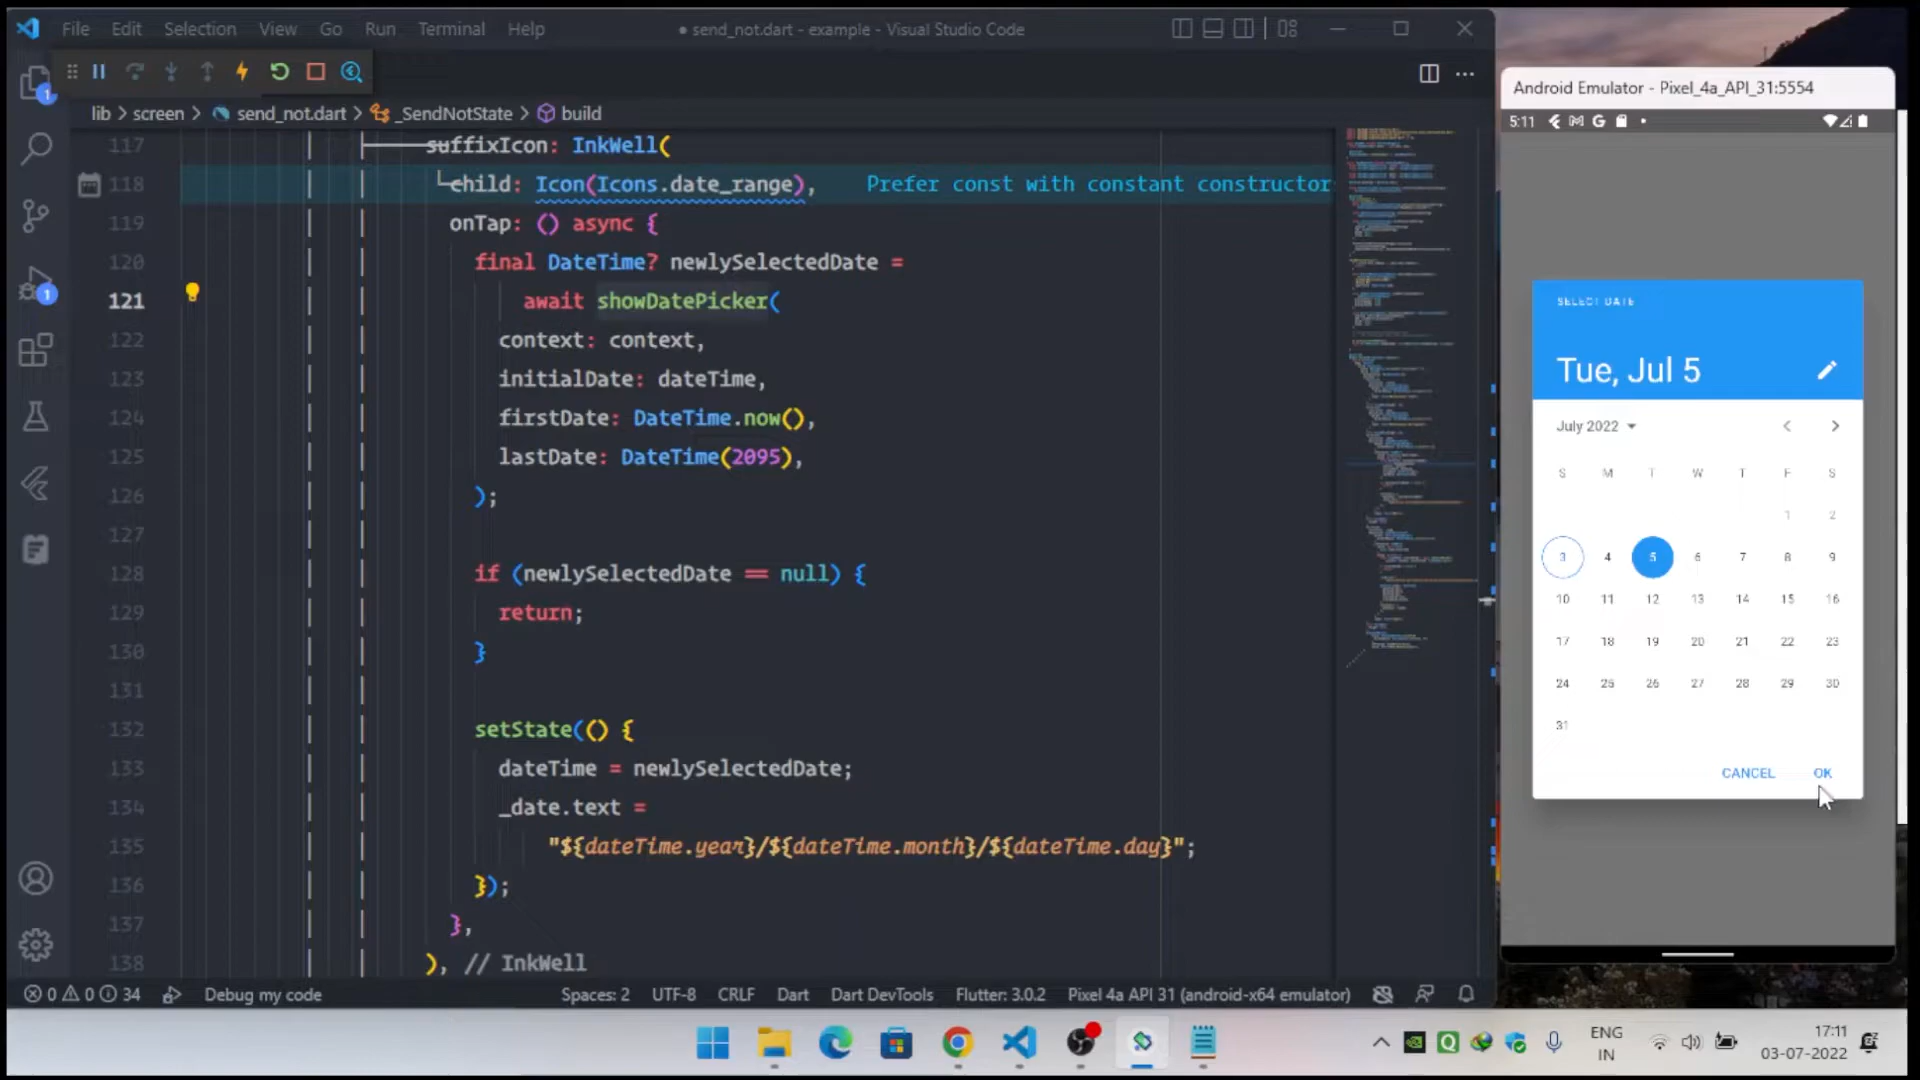 File Edit Selection View Go Run Terminal Help
● send_not.dart - example - Visual Studio Code
lib > screen > send_not.dart > _SendNotState > build
117 suffixIcon: InkWell(
118 child: Icon(Icons.date_range), Prefer const with constant constructor
119 onTap: () async {
120 final DateTime? newlySelectedDate =
121 await showDatePicker(
122 context: context,
123 initialDate: dateTime,
124 firstDate: DateTime.now(),
125 lastDate: DateTime(2095),
126 );
127
128 if (newlySelectedDate == null) {
129 return;
130 }
131
132 setState(() {
133 dateTime = newlySelectedDate;
134 _date.text =
135 "${dateTime.year}/${dateTime.month}/${dateTime.day}";
136 });
137 },
138 ), // InkWell
1
1
0 0 34 Debug my code Spaces: 2 UTF-8 CRLF Dart Dart DevTools Flutter: 3.0.2 Pixel 4a API 31 (android-x64 emulator)
Android Emulator - Pixel_4a_API_31:5554
5:11
SELECT DATE
Tue, Jul 5
July 2022
S M T W T F S
1 2
3 4 5 6 7 8 9
10 11 12 13 14 15 16
17 18 19 20 21 22 23
24 25 26 27 28 29 30
31
CANCEL OK
ENG
IN
17:11
03-07-2022